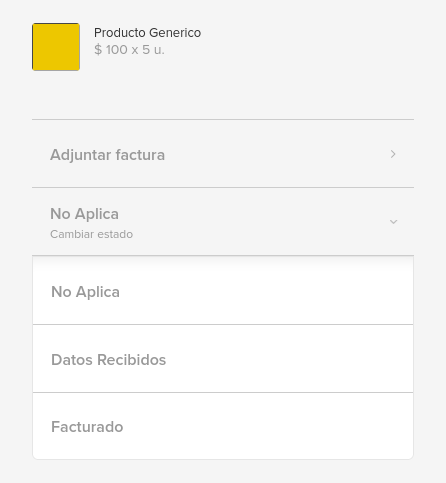 Producto Generico
$ 100 x 5 u.
Adjuntar factura
No Aplica
Cambiar estado
No Aplica
Datos Recibidos
Facturado